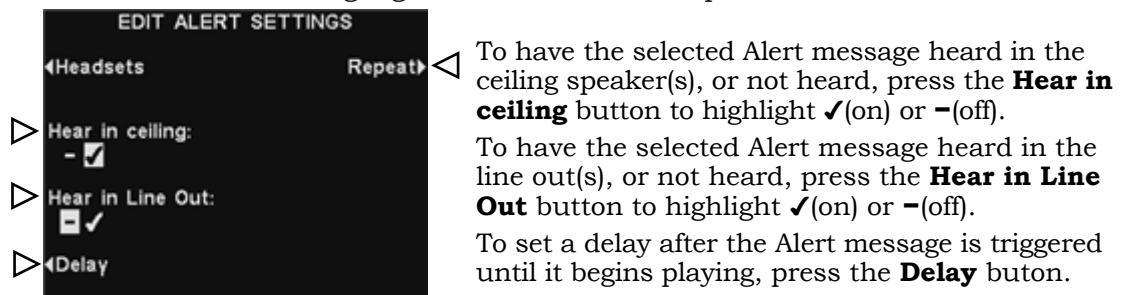 EDIT ALERT SETTINGS
◂Headsets Repeat▸
Hear in ceiling:
- ✓
Hear in Line Out:
- ✓
◂Delay
To have the selected Alert message heard in the
ceiling speaker(s), or not heard, press the Hear in
ceiling button to highlight ✓(on) or –(off).
To have the selected Alert message heard in the
line out(s), or not heard, press the Hear in Line
Out button to highlight ✓(on) or –(off).
To set a delay after the Alert message is triggered
until it begins playing, press the Delay buton.